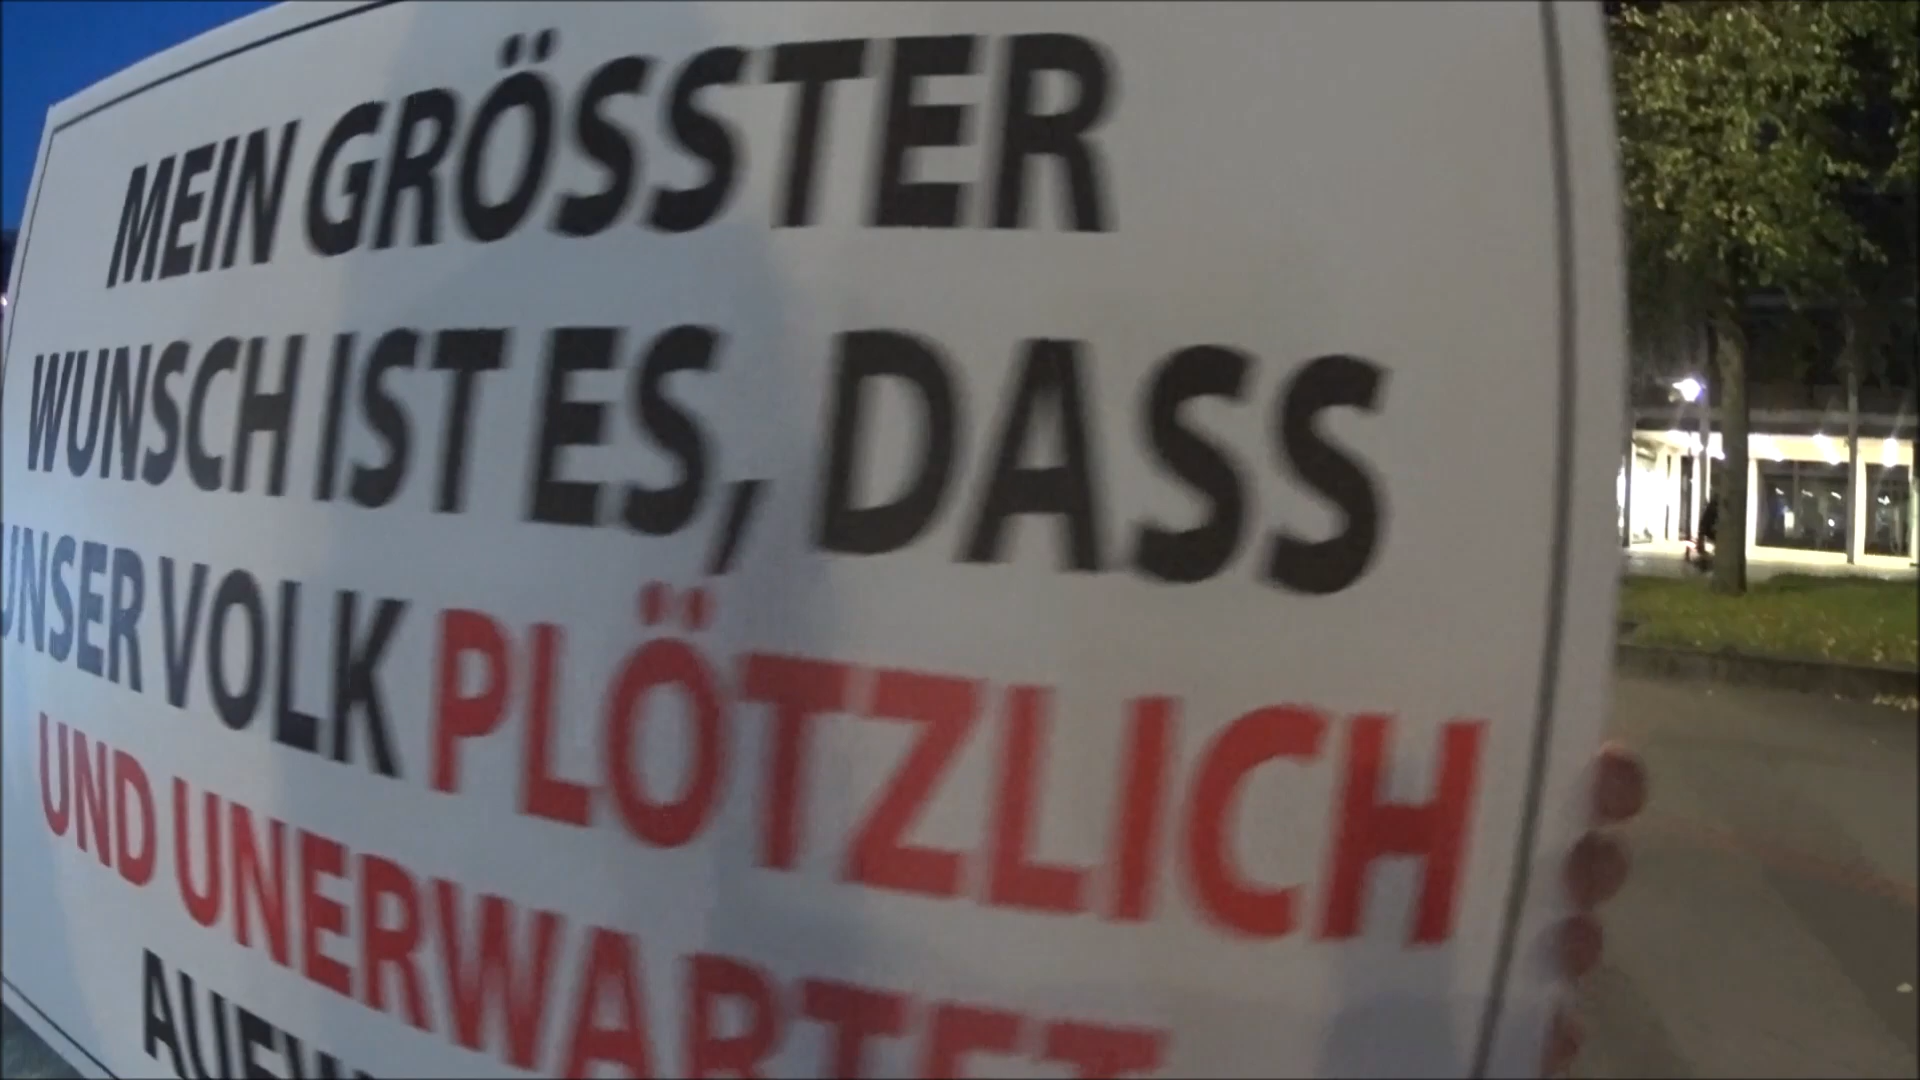 MEIN GRÖSSTER
WUNSCH IST ES, DASS
UNSER VOLK PLÖTZLICH
UND UNERWARTET